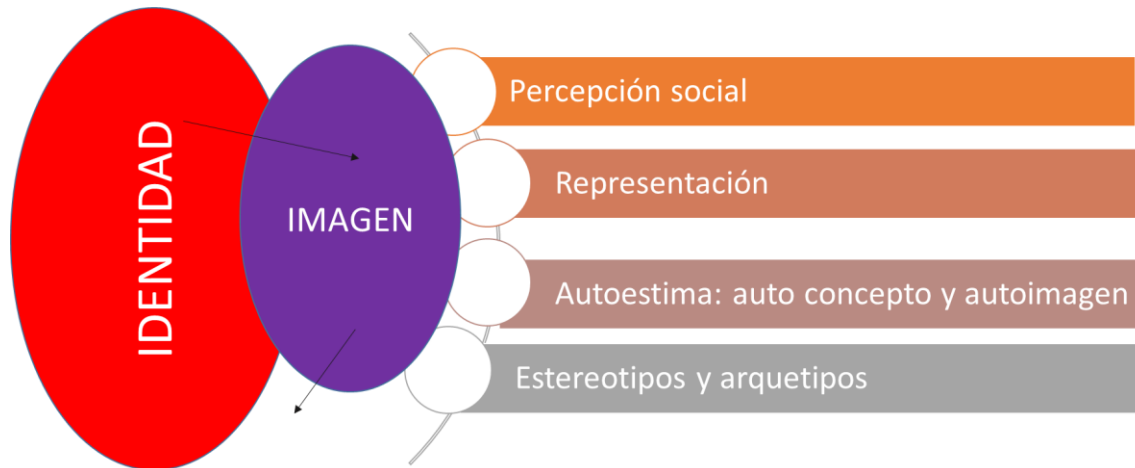 IDENTIDAD
IMAGEN
Percepción social
Representación
Autoestima: auto concepto y autoimagen
Estereotipos y arquetipos